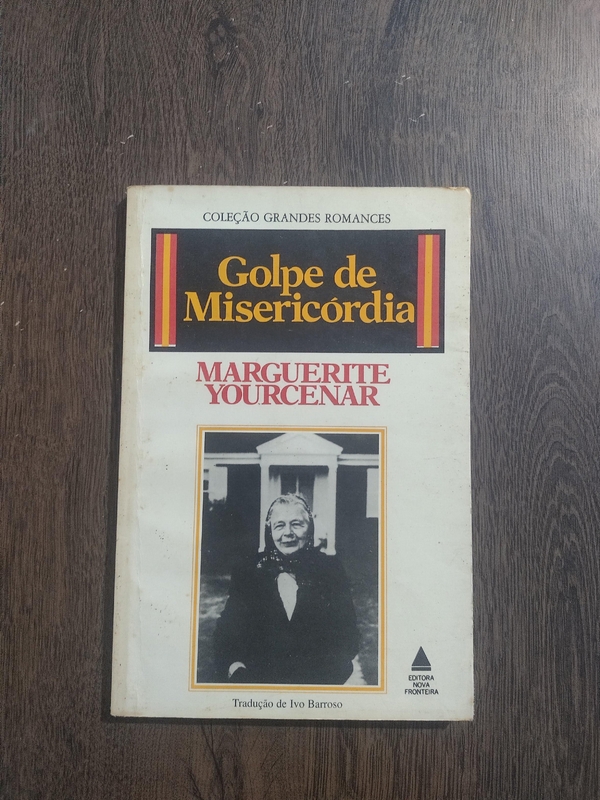 COLEÇÃO GRANDES ROMANCES
Golpe de
Misericórdia
MARGUERITE
YOURCENAR
EDITORA
NOVA
FRONTEIRA
Tradução de Ivo Barroso